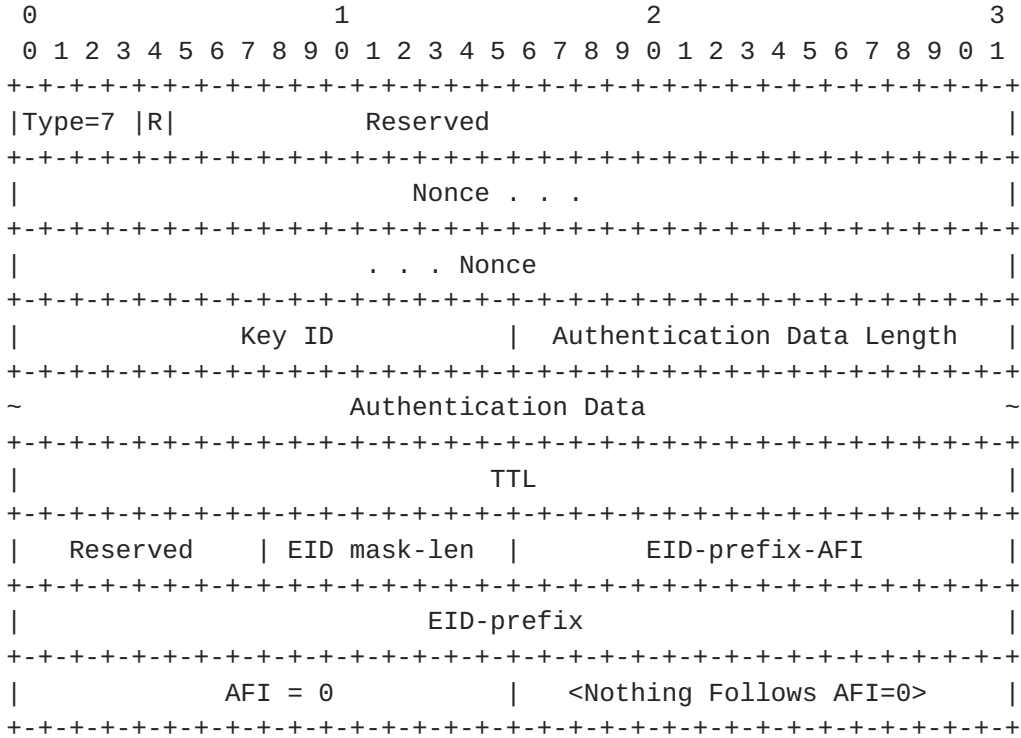 0                   1                   2                   3
 0 1 2 3 4 5 6 7 8 9 0 1 2 3 4 5 6 7 8 9 0 1 2 3 4 5 6 7 8 9 0 1
+-+-+-+-+-+-+-+-+-+-+-+-+-+-+-+-+-+-+-+-+-+-+-+-+-+-+-+-+-+-+-+-+
|Type=7 |R|            Reserved                                 |
+-+-+-+-+-+-+-+-+-+-+-+-+-+-+-+-+-+-+-+-+-+-+-+-+-+-+-+-+-+-+-+-+
|                         Nonce . . .                           |
+-+-+-+-+-+-+-+-+-+-+-+-+-+-+-+-+-+-+-+-+-+-+-+-+-+-+-+-+-+-+-+-+
|                      . . . Nonce                              |
+-+-+-+-+-+-+-+-+-+-+-+-+-+-+-+-+-+-+-+-+-+-+-+-+-+-+-+-+-+-+-+-+
|              Key ID           |  Authentication Data Length   |
+-+-+-+-+-+-+-+-+-+-+-+-+-+-+-+-+-+-+-+-+-+-+-+-+-+-+-+-+-+-+-+-+
~                     Authentication Data                       ~
+-+-+-+-+-+-+-+-+-+-+-+-+-+-+-+-+-+-+-+-+-+-+-+-+-+-+-+-+-+-+-+-+
|                              TTL                              |
+-+-+-+-+-+-+-+-+-+-+-+-+-+-+-+-+-+-+-+-+-+-+-+-+-+-+-+-+-+-+-+-+
|   Reserved    | EID mask-len  |        EID-prefix-AFI         |
+-+-+-+-+-+-+-+-+-+-+-+-+-+-+-+-+-+-+-+-+-+-+-+-+-+-+-+-+-+-+-+-+
|                          EID-prefix                           |
+-+-+-+-+-+-+-+-+-+-+-+-+-+-+-+-+-+-+-+-+-+-+-+-+-+-+-+-+-+-+-+-+
|             AFI = 0           |   <Nothing Follows AFI=0>     |
+-+-+-+-+-+-+-+-+-+-+-+-+-+-+-+-+-+-+-+-+-+-+-+-+-+-+-+-+-+-+-+-+